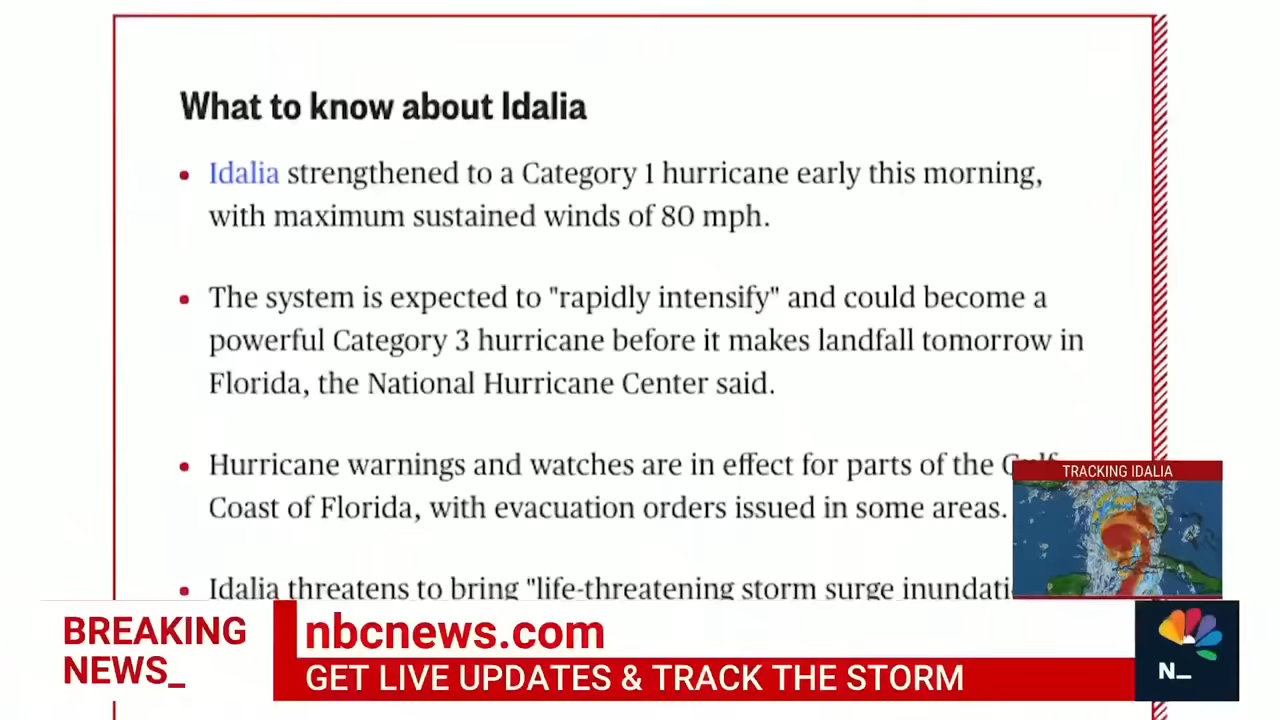 What to know about Idalia
• Idalia strengthened to a Category 1 hurricane early this morning,
with maximum sustained winds of 80 mph.
• The system is expected to "rapidly intensify" and could become a
powerful Category 3 hurricane before it makes landfall tomorrow in
Florida, the National Hurricane Center said.
• Hurricane warnings and watches are in effect for parts of the Gulf
Coast of Florida, with evacuation orders issued in some areas.
TRACKING IDALIA
• Idalia threatens to bring "life-threatening storm surge
BREAKING
NEWS_
nbcnews.com
GET LIVE UPDATES & TRACK THE STORM
N_